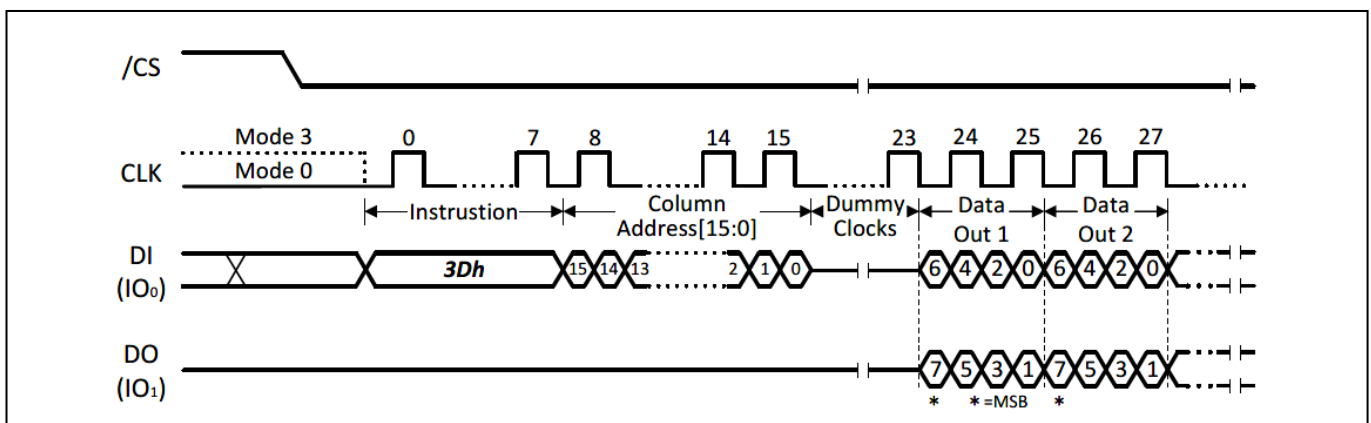 /CS
Mode 3 0 7 8 14 15 23 24 25 26 27
CLK Mode 0
Instrustion Column Dummy Data Data
Address[15:0] Clocks Out 1 Out 2
DI 3Dh 15 14 13 2 1 0 6 4 2 0 6 4 2 0
(IO₀)
DO 7 5 3 1 7 5 3 1
(IO₁) * * =MSB *